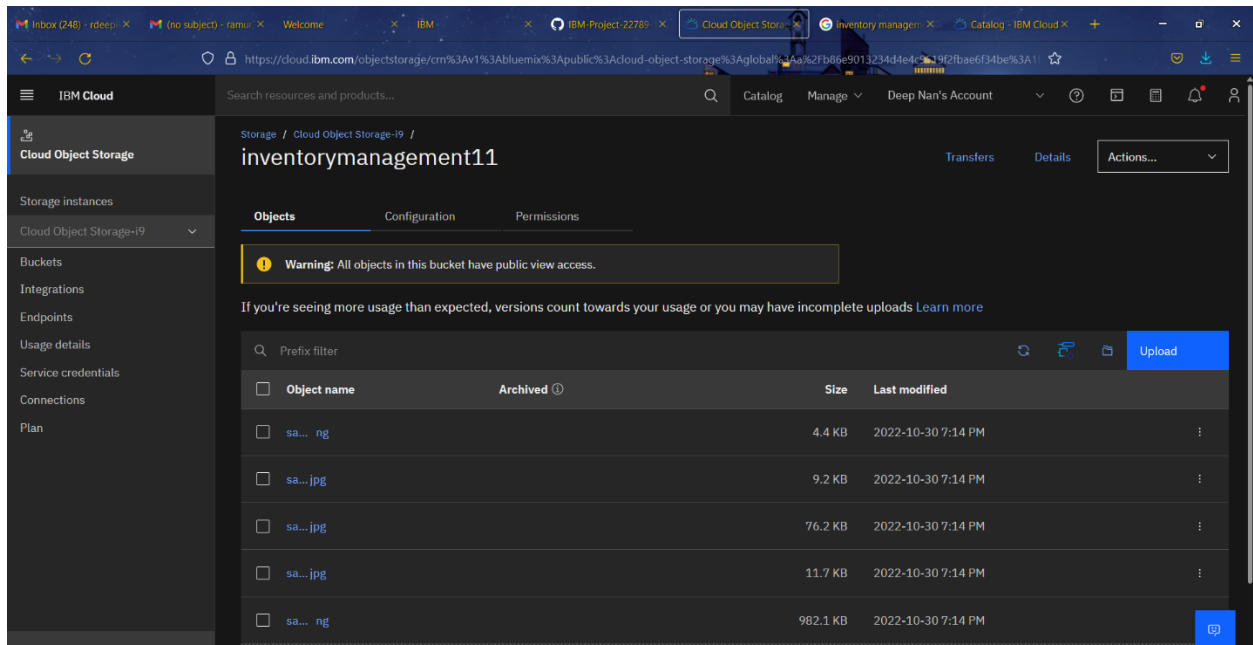 Inbox (248) - rdeepi
(no subject) - ramur
Welcome
IBM -
IBM-Project-22789-
Cloud Object Stora
inventory managem
Catalog - IBM Cloud
https://cloud.ibm.com/objectstorage/crn%3Av1%3Abluemix%3Apublic%3Acloud-object-storage%3Aglobal%3Aa%2Fb86e9013234d4e4c
IBM Cloud
Search resources and products...
Catalog
Manage
Deep Nan's Account
Cloud Object Storage
Storage instances
Cloud Object Storage-i9
Buckets
Integrations
Endpoints
Usage details
Service credentials
Connections
Plan
Storage / Cloud Object Storage-i9 /
inventorymanagement11
Transfers
Details
Actions...
Objects
Configuration
Permissions
Warning: All objects in this bucket have public view access.
If you're seeing more usage than expected, versions count towards your usage or you may have incomplete uploads Learn more
Prefix filter
Upload
Object name Archived Size Last modified
sa... ng 4.4 KB 2022-10-30 7:14 PM
sa...jpg 9.2 KB 2022-10-30 7:14 PM
sa...jpg 76.2 KB 2022-10-30 7:14 PM
sa...jpg 11.7 KB 2022-10-30 7:14 PM
sa... ng 982.1 KB 2022-10-30 7:14 PM